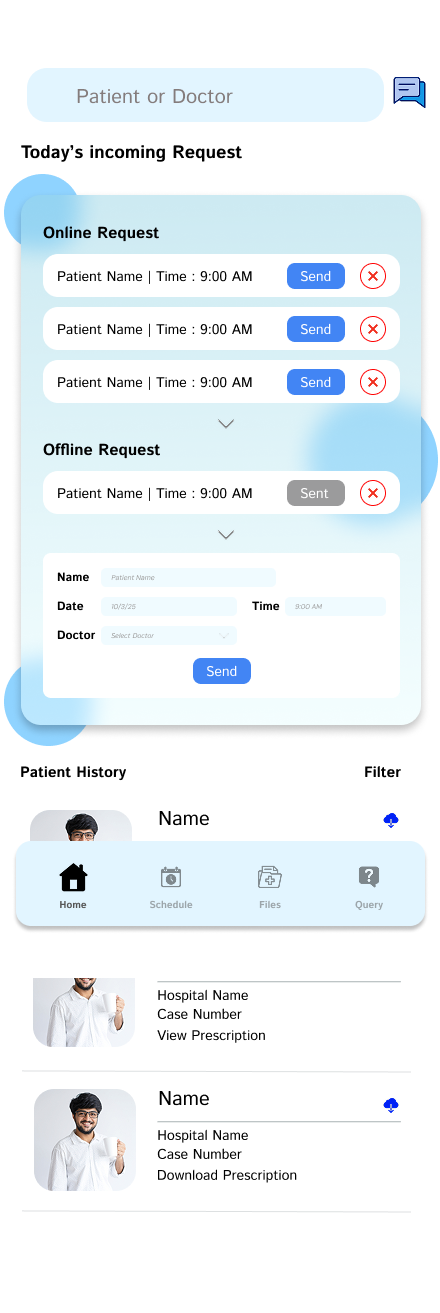 Patient or Doctor
Today's incoming Request
Online Request
Patient Name | Time : 9:00 AM Send
Patient Name | Time : 9:00 AM Send
Patient Name | Time : 9:00 AM Send
Offline Request
Patient Name | Time : 9:00 AM Sent
Name Patient Name
Date 10/3/25 Time 9:00 AM
Doctor Select Doctor
Send
Patient History Filter
Name
Home Schedule Files Query
Hospital Name
Case Number
View Prescription
Name
Hospital Name
Case Number
Download Prescription